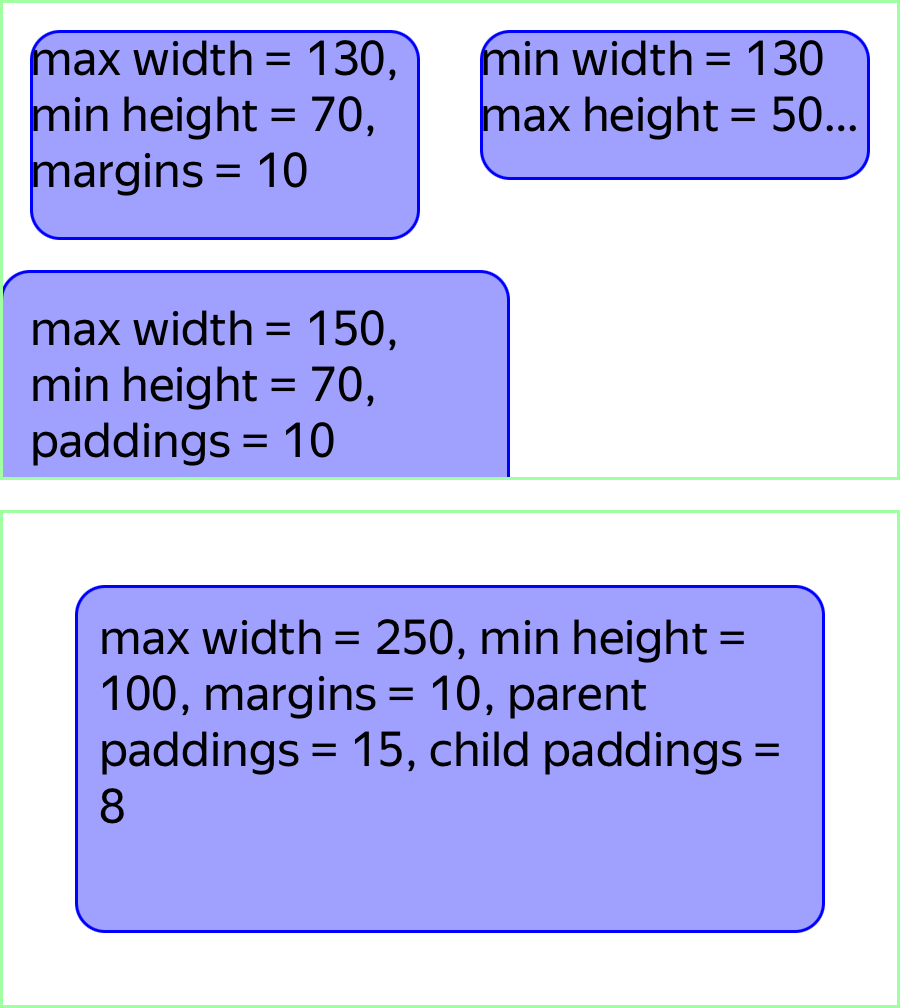 max width = 130,
min height = 70,
margins = 10
min width = 130
max height = 50...
max width = 150,
min height = 70,
paddings = 10
max width = 250, min height =
100, margins = 10, parent
paddings = 15, child paddings =
8